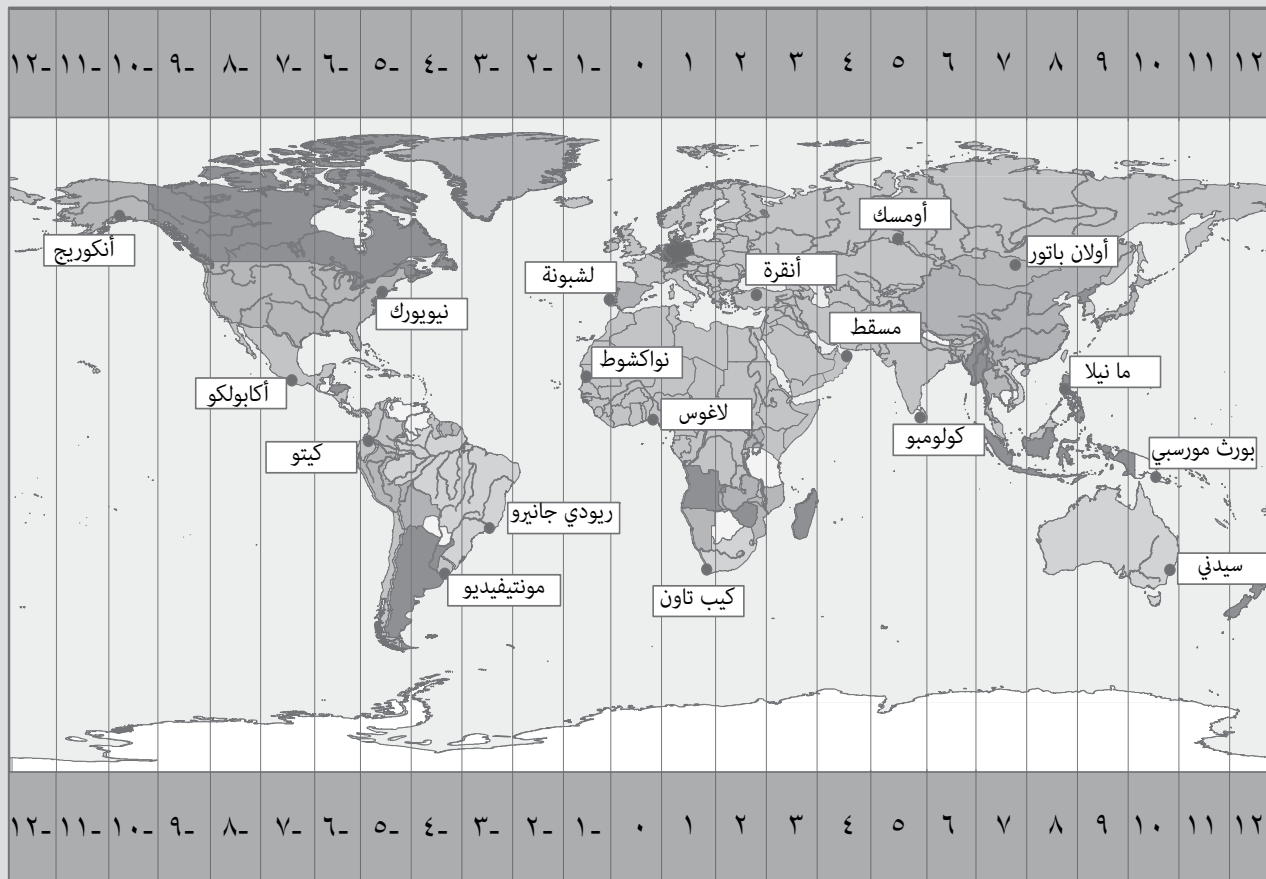 -١٢ -١١ -١٠ -٩ -٨ -٧ -٦ -٥ -٤ -٣ -٢ -١ ٠ ١ ٢ ٣ ٤ ٥ ٦ ٧ ٨ ٩ ١٠ ١١ ١٢
أومسك
أنكوريج
أولان باتور
أنقرة
لشبونة
نيويورك
مسقط
نواكشوط
ما نيلا
أكابولكو
لاغوس
كولومبو
كيتو
بورث مورسبي
ريودي جانيرو
سيدني
مونتيفيديو
كيب تاون
-١٢ -١١ -١٠ -٩ -٨ -٧ -٦ -٥ -٤ -٣ -٢ -١ ٠ ١ ٢ ٣ ٤ ٥ ٦ ٧ ٨ ٩ ١٠ ١١ ١٢